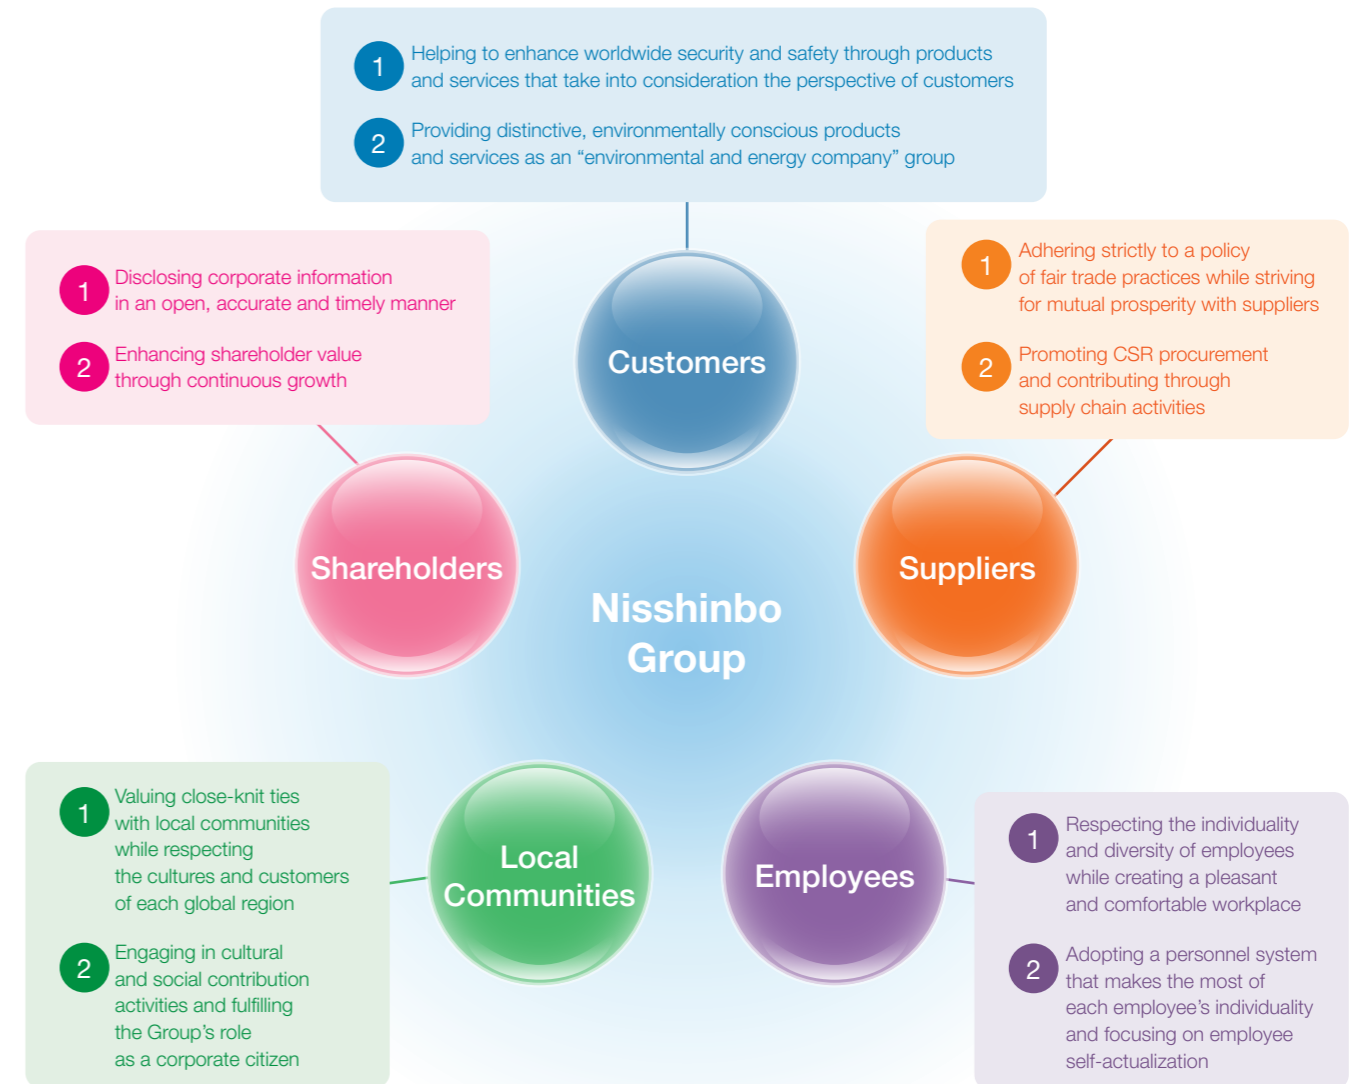 1
Helping to enhance worldwide security and safety through products
and services that take into consideration the perspective of customers
2
Providing distinctive, environmentally conscious products
and services as an “environmental and energy company” group
1
Disclosing corporate information
in an open, accurate and timely manner
2
Enhancing shareholder value
through continuous growth
1
Adhering strictly to a policy
of fair trade practices while striving
for mutual prosperity with suppliers
2
Promoting CSR procurement
and contributing through
supply chain activities
Customers
Shareholders
Suppliers
Nisshinbo
Group
Local
Communities
Employees
1
Valuing close-knit ties
with local communities
while respecting
the cultures and customers
of each global region
2
Engaging in cultural
and social contribution
activities and fulfilling
the Group’s role
as a corporate citizen
1
Respecting the individuality
and diversity of employees
while creating a pleasant
and comfortable workplace
2
Adopting a personnel system
that makes the most of
each employee’s individuality
and focusing on employee
self-actualization